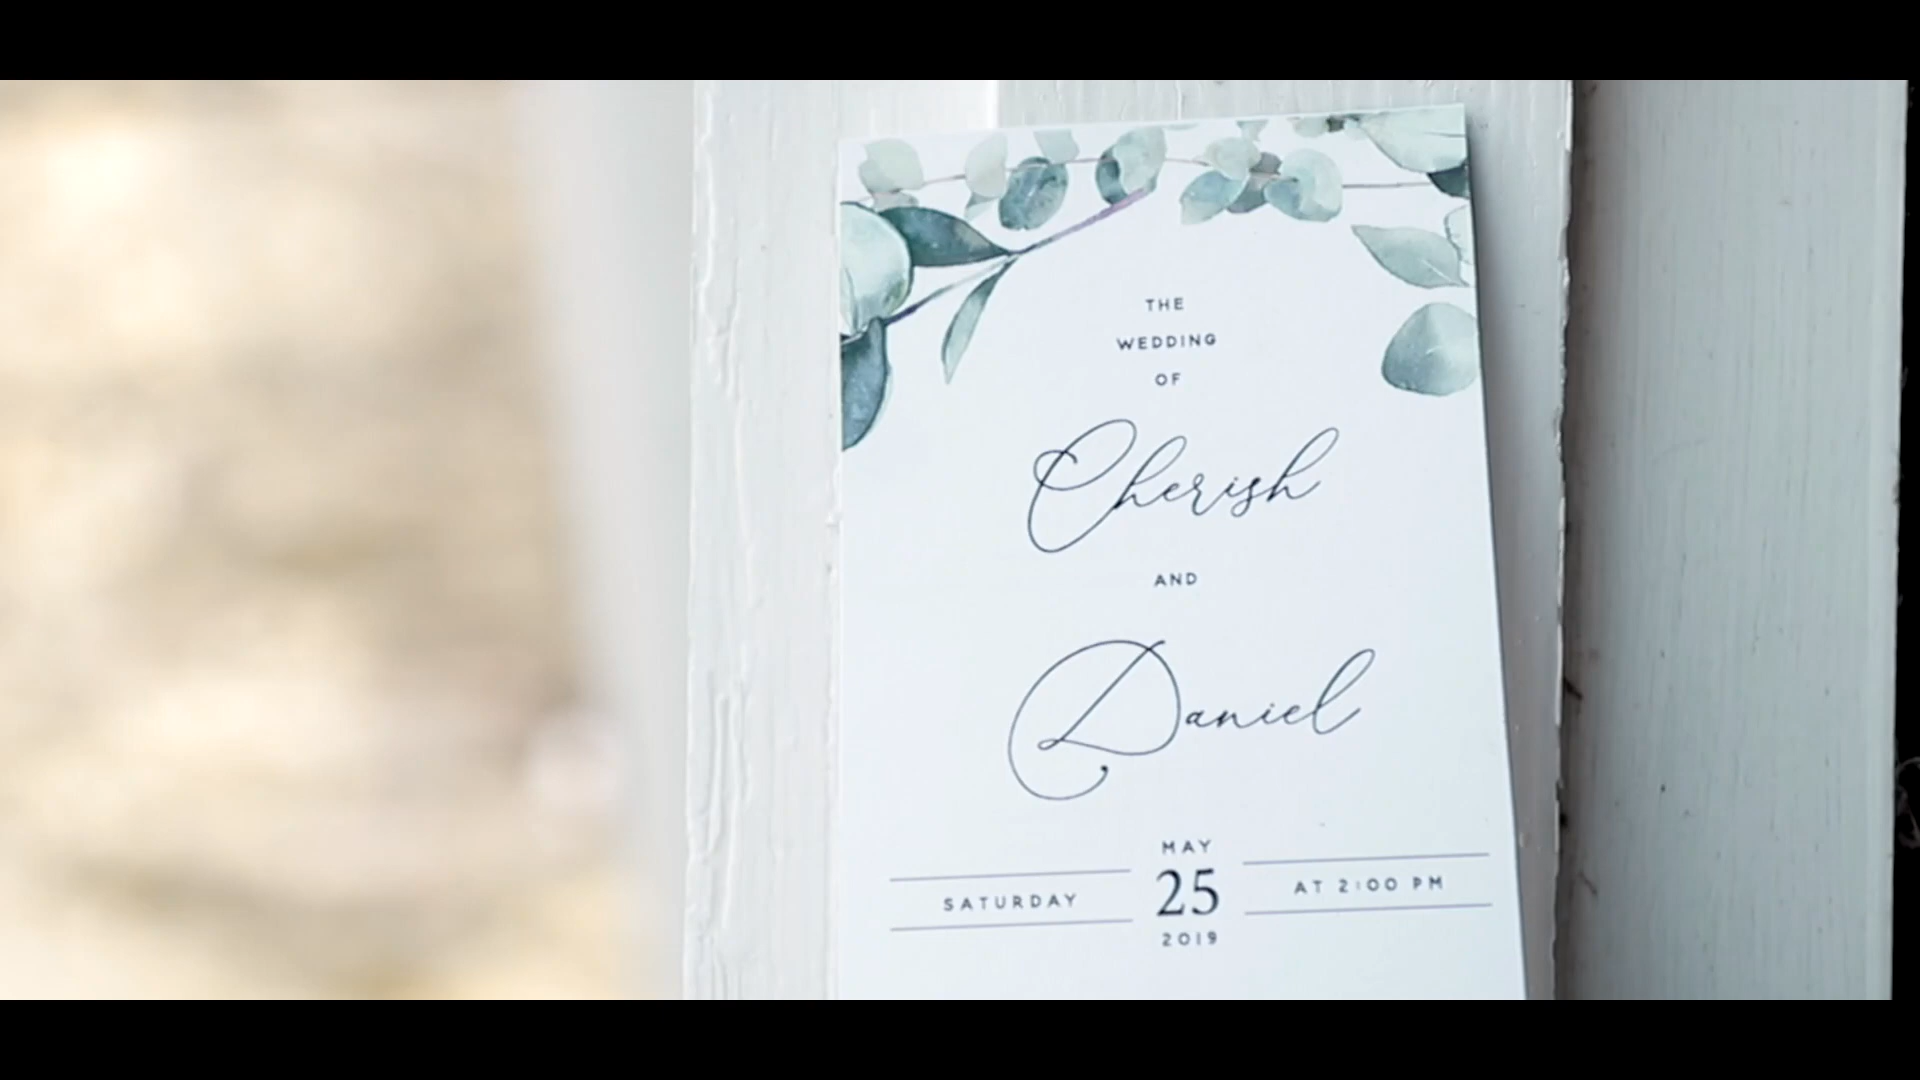 THE
WEDDING
OF
Cherish
AND
Daniel
MAY
SATURDAY 25 AT 2:00 PM
2019